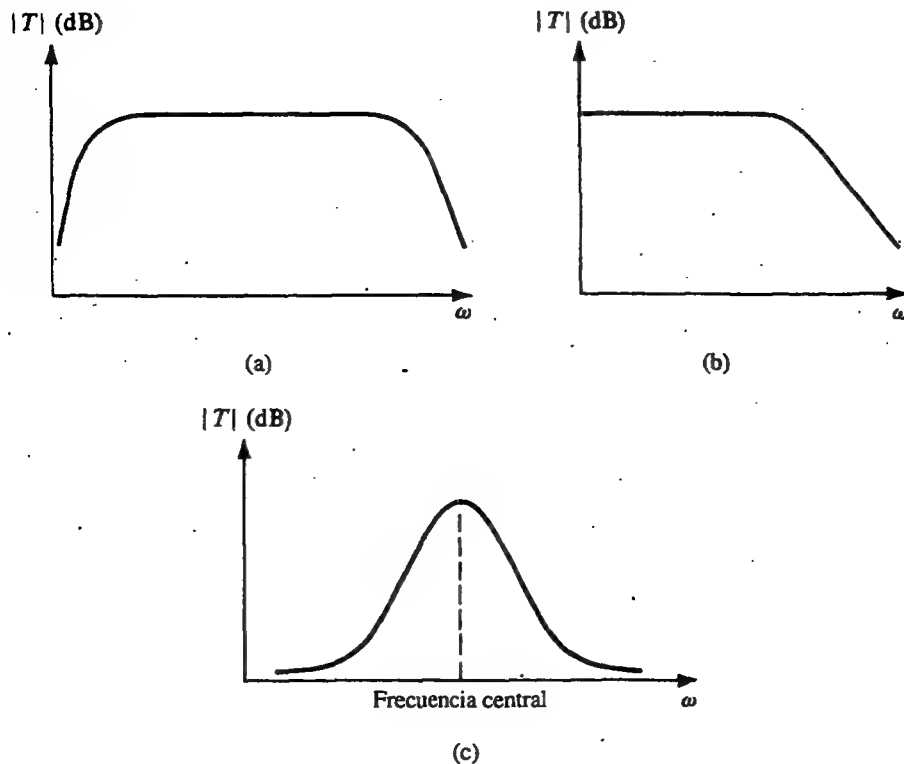 |T| (dB)
|T| (dB)
ω
ω
(a)
(b)
|T| (dB)
Frecuencia central
ω
(c)